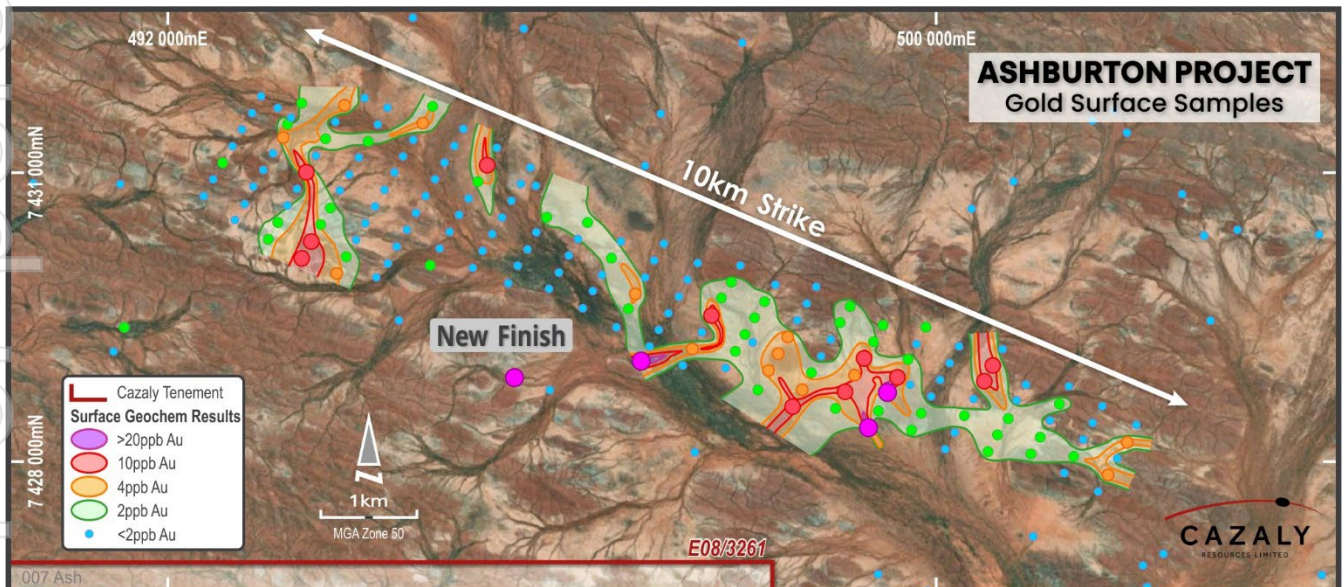 492 000mE
500 000mE
ASHBURTON PROJECT
Gold Surface Samples
7 431 000mN
10km Strike
New Finish
Cazaly Tenement
Surface Geochem Results
>20ppb Au
10ppb Au
4ppb Au
2ppb Au
<2ppb Au
7 428 000mN
N
1km
MGA Zone 50
E08/3261
CAZALY
RESOURCES LIMITED
007 Ash